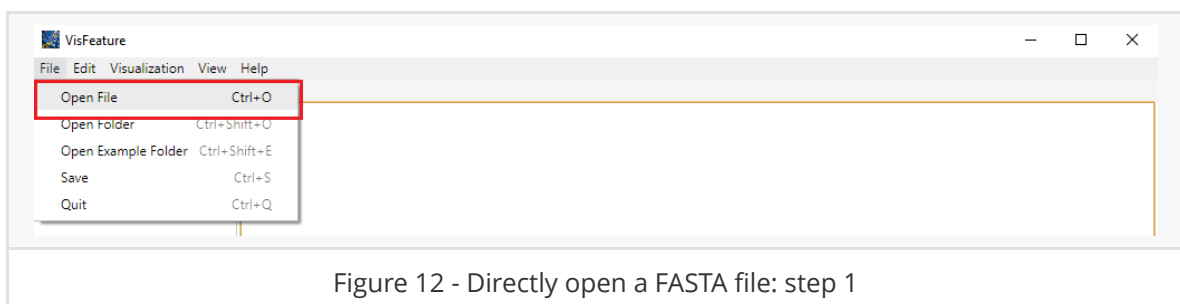 VisFeature
File Edit Visualization View Help
Open File Ctrl+O
Open Folder Ctrl+Shift+O
Open Example Folder Ctrl+Shift+E
Save Ctrl+S
Quit Ctrl+Q
Figure 12 - Directly open a FASTA file: step 1